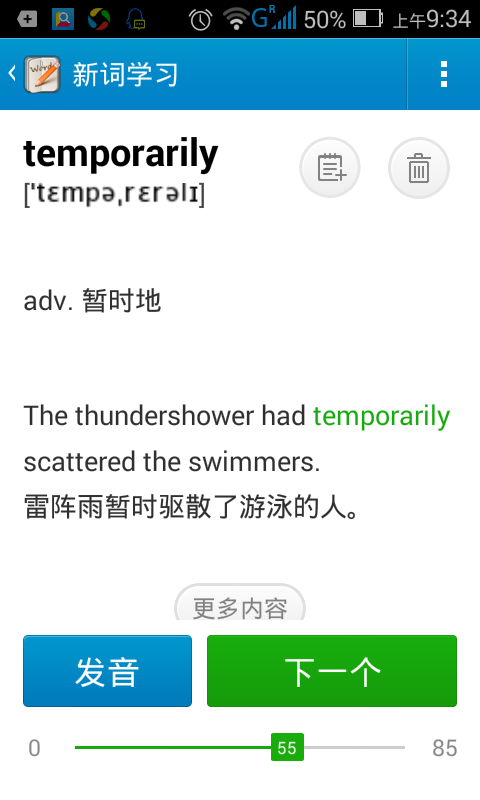 50% 上午9:34
新词学习
temporarily
['tɛmpəˌrɛrəlɪ]
adv. 暂时地
The thundershower had temporarily
scattered the swimmers.
雷阵雨暂时驱散了游泳的人。
更多内容
发音 下一个
0 55 85